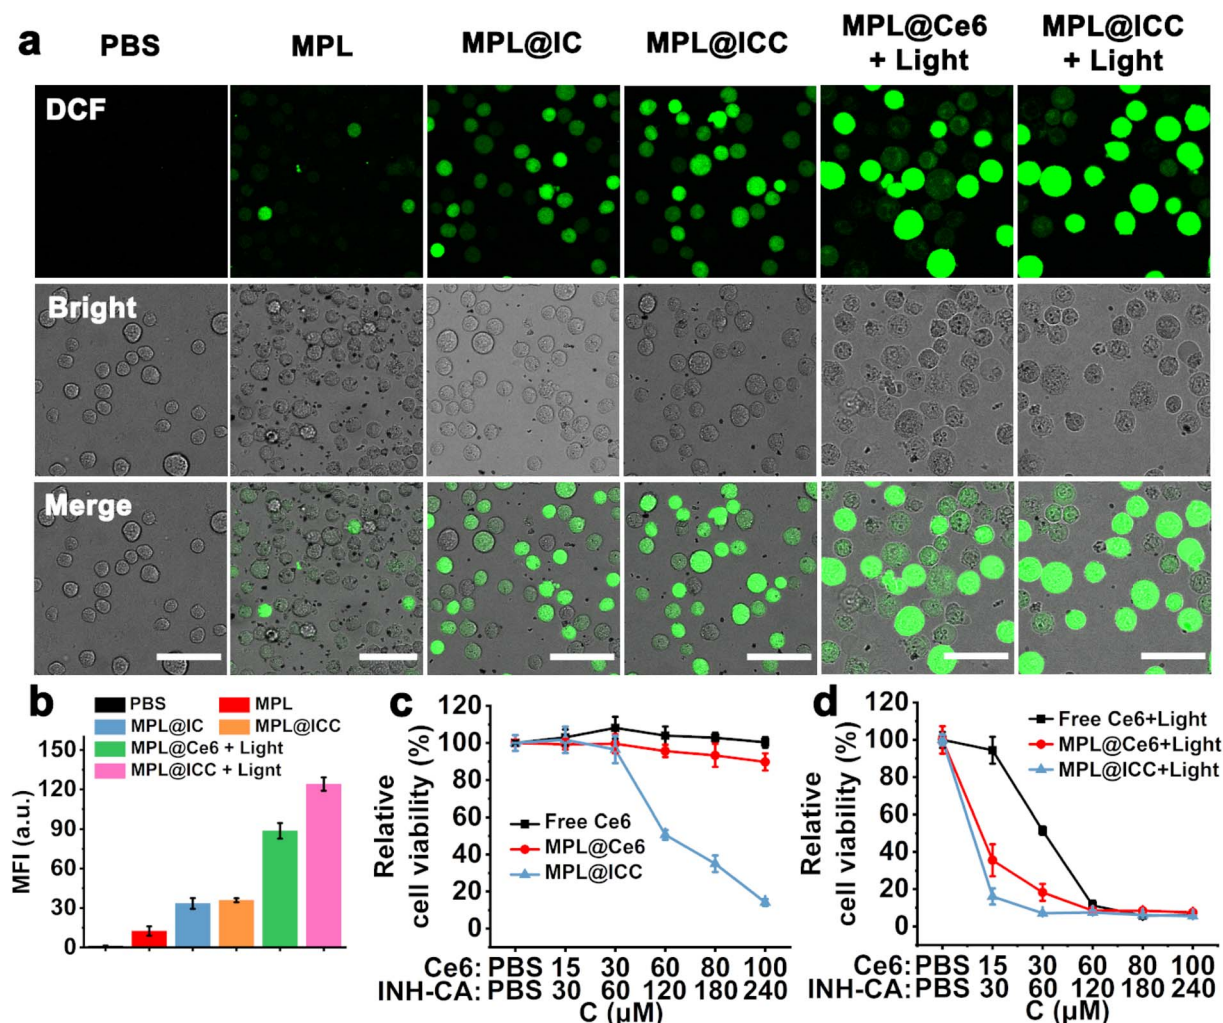 a
PBS
MPL
MPL@IC
MPL@ICC
MPL@Ce6
+ Light
MPL@ICC
+ Light
DCF
Bright
Merge
b
PBS
MPL
MPL@IC
MPL@ICC
MPL@Ce6 + Light
MPL@ICC + Lignt
MFI (a.u.)
150
120
90
60
30
0
c
Relative
cell viability (%)
120
100
80
60
40
20
0
Free Ce6
MPL@Ce6
MPL@ICC
Ce6: PBS 15 30 60 80 100
INH-CA: PBS 30 60 120 180 240
C (μM)
d
Relative
cell viability (%)
120
100
80
60
40
20
0
Free Ce6+Light
MPL@Ce6+Light
MPL@ICC+Light
Ce6: PBS 15 30 60 80 100
INH-CA: PBS 30 60 120 180 240
C (μM)